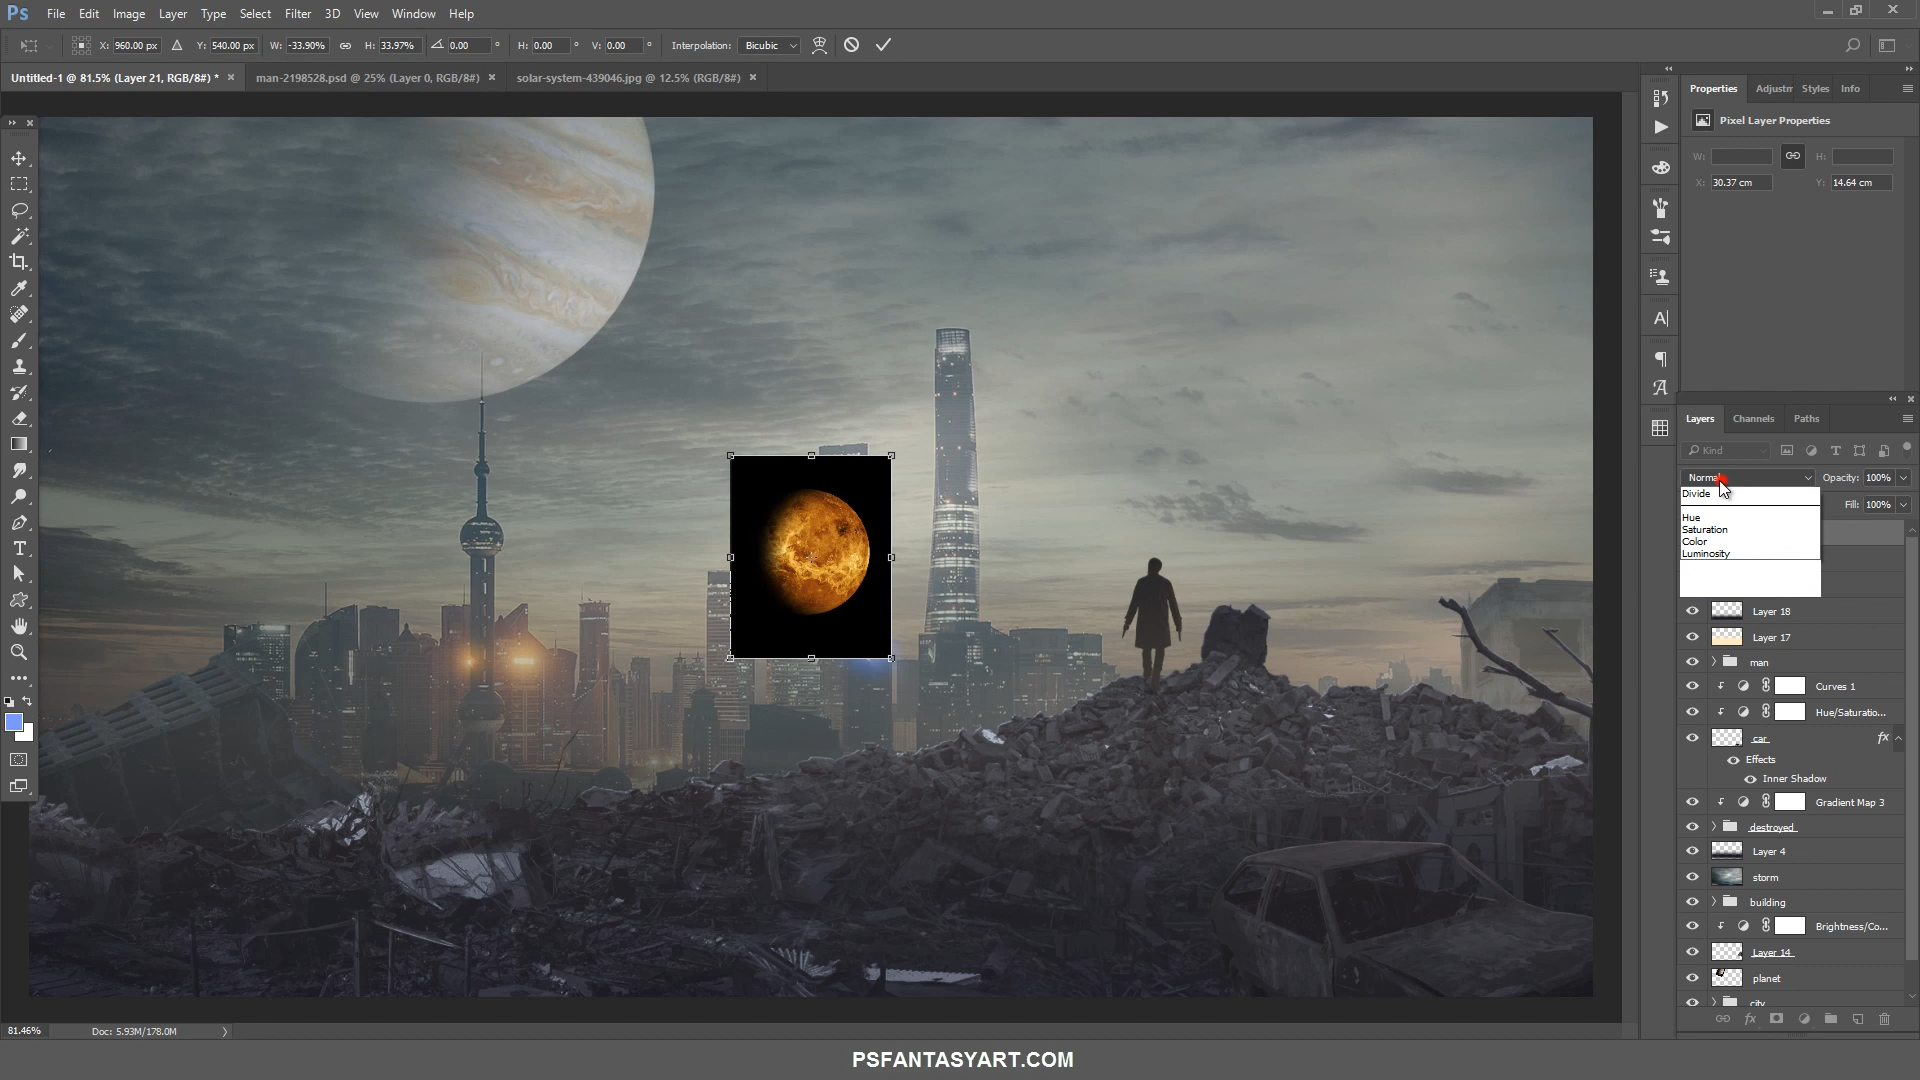 Ps File Edit Image Layer Type Select Filter 3D View Window Help
X: 960.00 px Y: 540.00 px W: -33.90% H: 33.97% 0.00 ° H: 0.00 ° V: 0.00 ° Interpolation: Bicubic
Untitled-1 @ 81.5% (Layer 21, RGB/8#) * × man-2198528.psd @ 25% (Layer 0, RGB/8#) × solar-system-439046.jpg @ 12.5% (RGB/8#) ×
Properties Adjustm Styles Info
Pixel Layer Properties
W: H:
X: 30.37 cm Y: 14.64 cm
Layers Channels Paths
Kind
Normal Opacity: 100%
Divide
Fill: 100%
Hue
Saturation
Color
Luminosity
Layer 18
Layer 17
man
Curves 1
Hue/Saturatio...
car fx
Effects
Inner Shadow
Gradient Map 3
destroyed
Layer 4
storm
building
Brightness/Co...
Layer 14
planet
city
81.46% Doc: 5.93M/178.0M
PSFANTASYART.COM